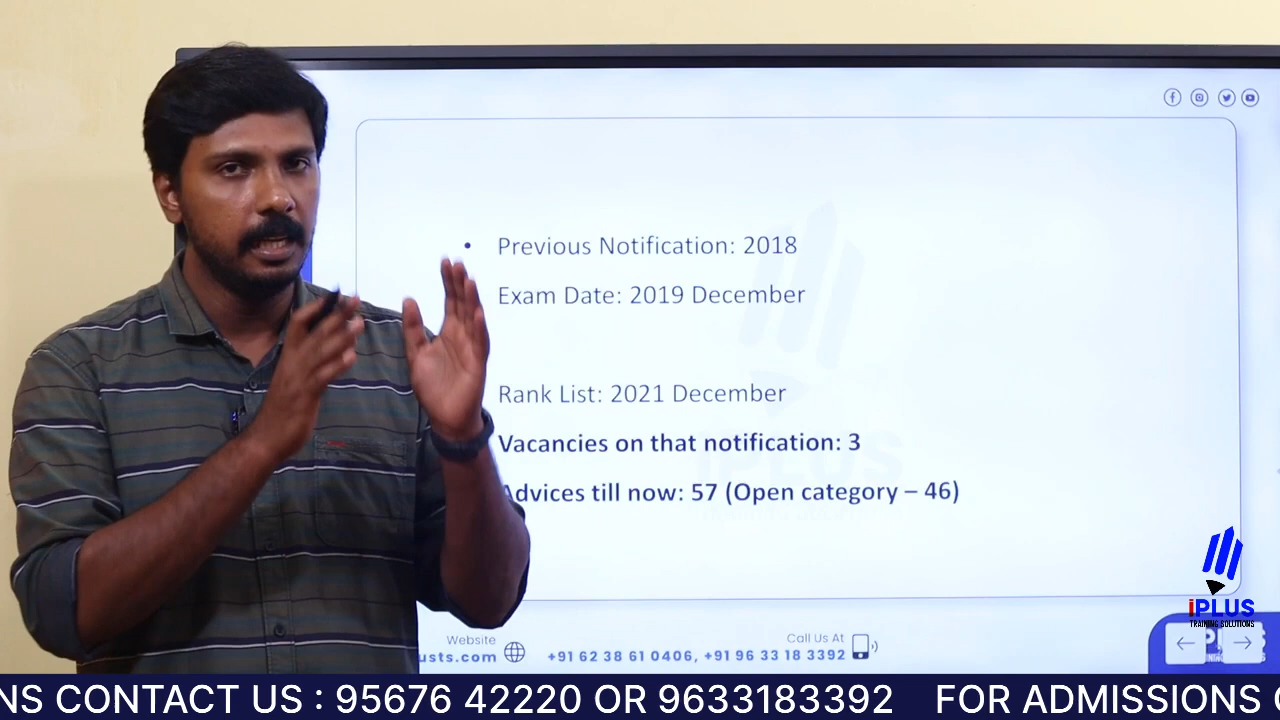 • Previous Notification: 2018
Exam Date: 2019 December
Rank List: 2021 December
Vacancies on that notification: 3
Advices till now: 57 (Open category – 46)
iPLUS
TRAINING SOLUTIONS
Website
usts.com
Call Us At
+91 62 38 61 0406, +91 96 33 18 3392
NS CONTACT US : 95676 42220 OR 9633183392 FOR ADMISSIONS